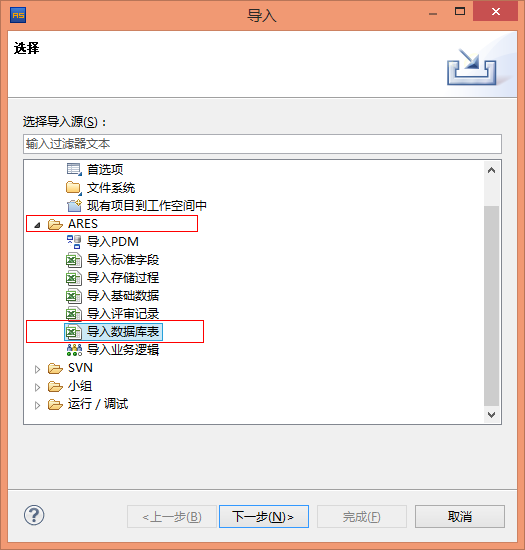 AS
导入
选择
选择导入源(S)：
输入过滤器文本
首选项
文件系统
现有项目到工作空间中
ARES
导入PDM
导入标准字段
导入存储过程
导入基础数据
导入评审记录
导入数据库表
导入业务逻辑
SVN
小组
运行 / 调试
?
<上一步(B)
下一步(N)>
完成(F)
取消